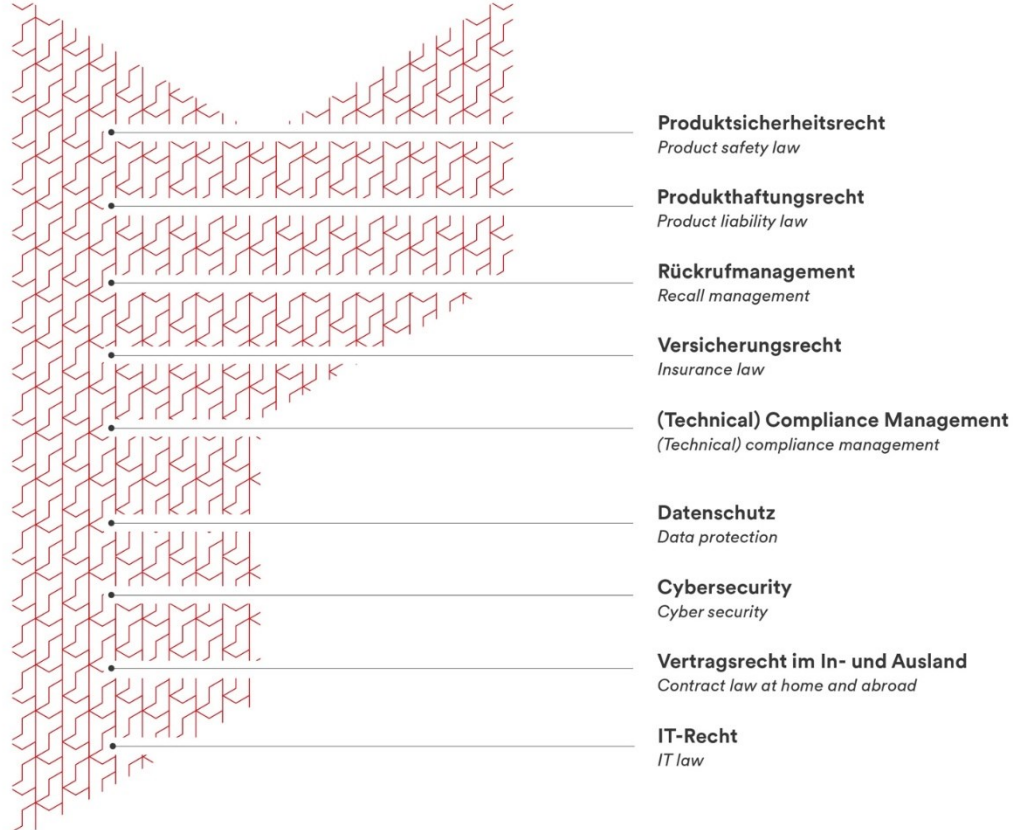 Produktsicherheitsrecht
Product safety law
Produkthaftungsrecht
Product liability law
Rückrufmanagement
Recall management
Versicherungsrecht
Insurance law
(Technical) Compliance Management
(Technical) compliance management
Datenschutz
Data protection
Cybersecurity
Cyber security
Vertragsrecht im In- und Ausland
Contract law at home and abroad
IT-Recht
IT law